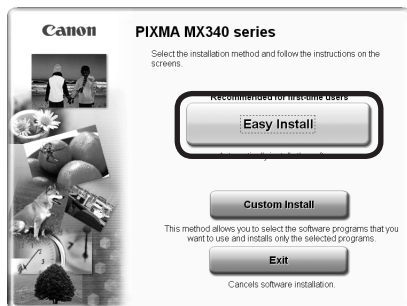 Canon
PIXMA MX340 series
Select the installation method and follow the instructions on the
screens.
Recommended for first-time users
Easy Install
Custom Install
This method allows you to select the software programs that you
want to use and installs only the selected programs.
Exit
Cancels software installation.